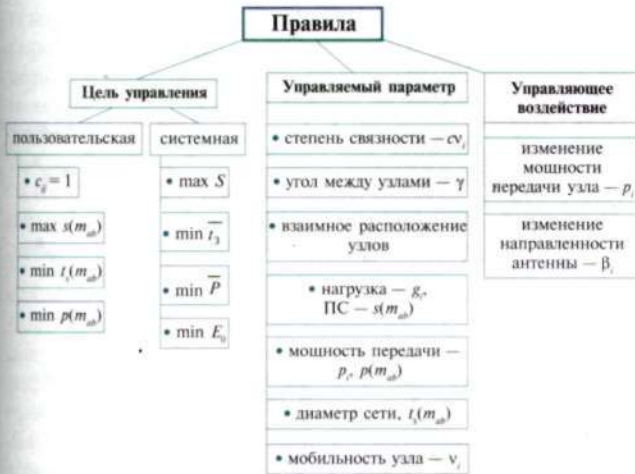 Правила
Цель управления
пользовательская
• c_ij = 1
• max s(m_ab)
• min t_з(m_ab)
• min p(m_ab)
системная
• max S
• min t̅_з
• min P̅
• min E_0
Управляемый параметр
• степень связности — cν_i
• угол между узлами — γ
• взаимное расположение
узлов
• нагрузка — g_i,
ПС — s(m_ab)
• мощность передачи —
p_i, p(m_ab)
• диаметр сети, t_з(m_ab)
• мобильность узла — ν_i
Управляющее
воздействие
изменение
мощности
передачи узла — p_i
изменение
направленности
антенны — β_i